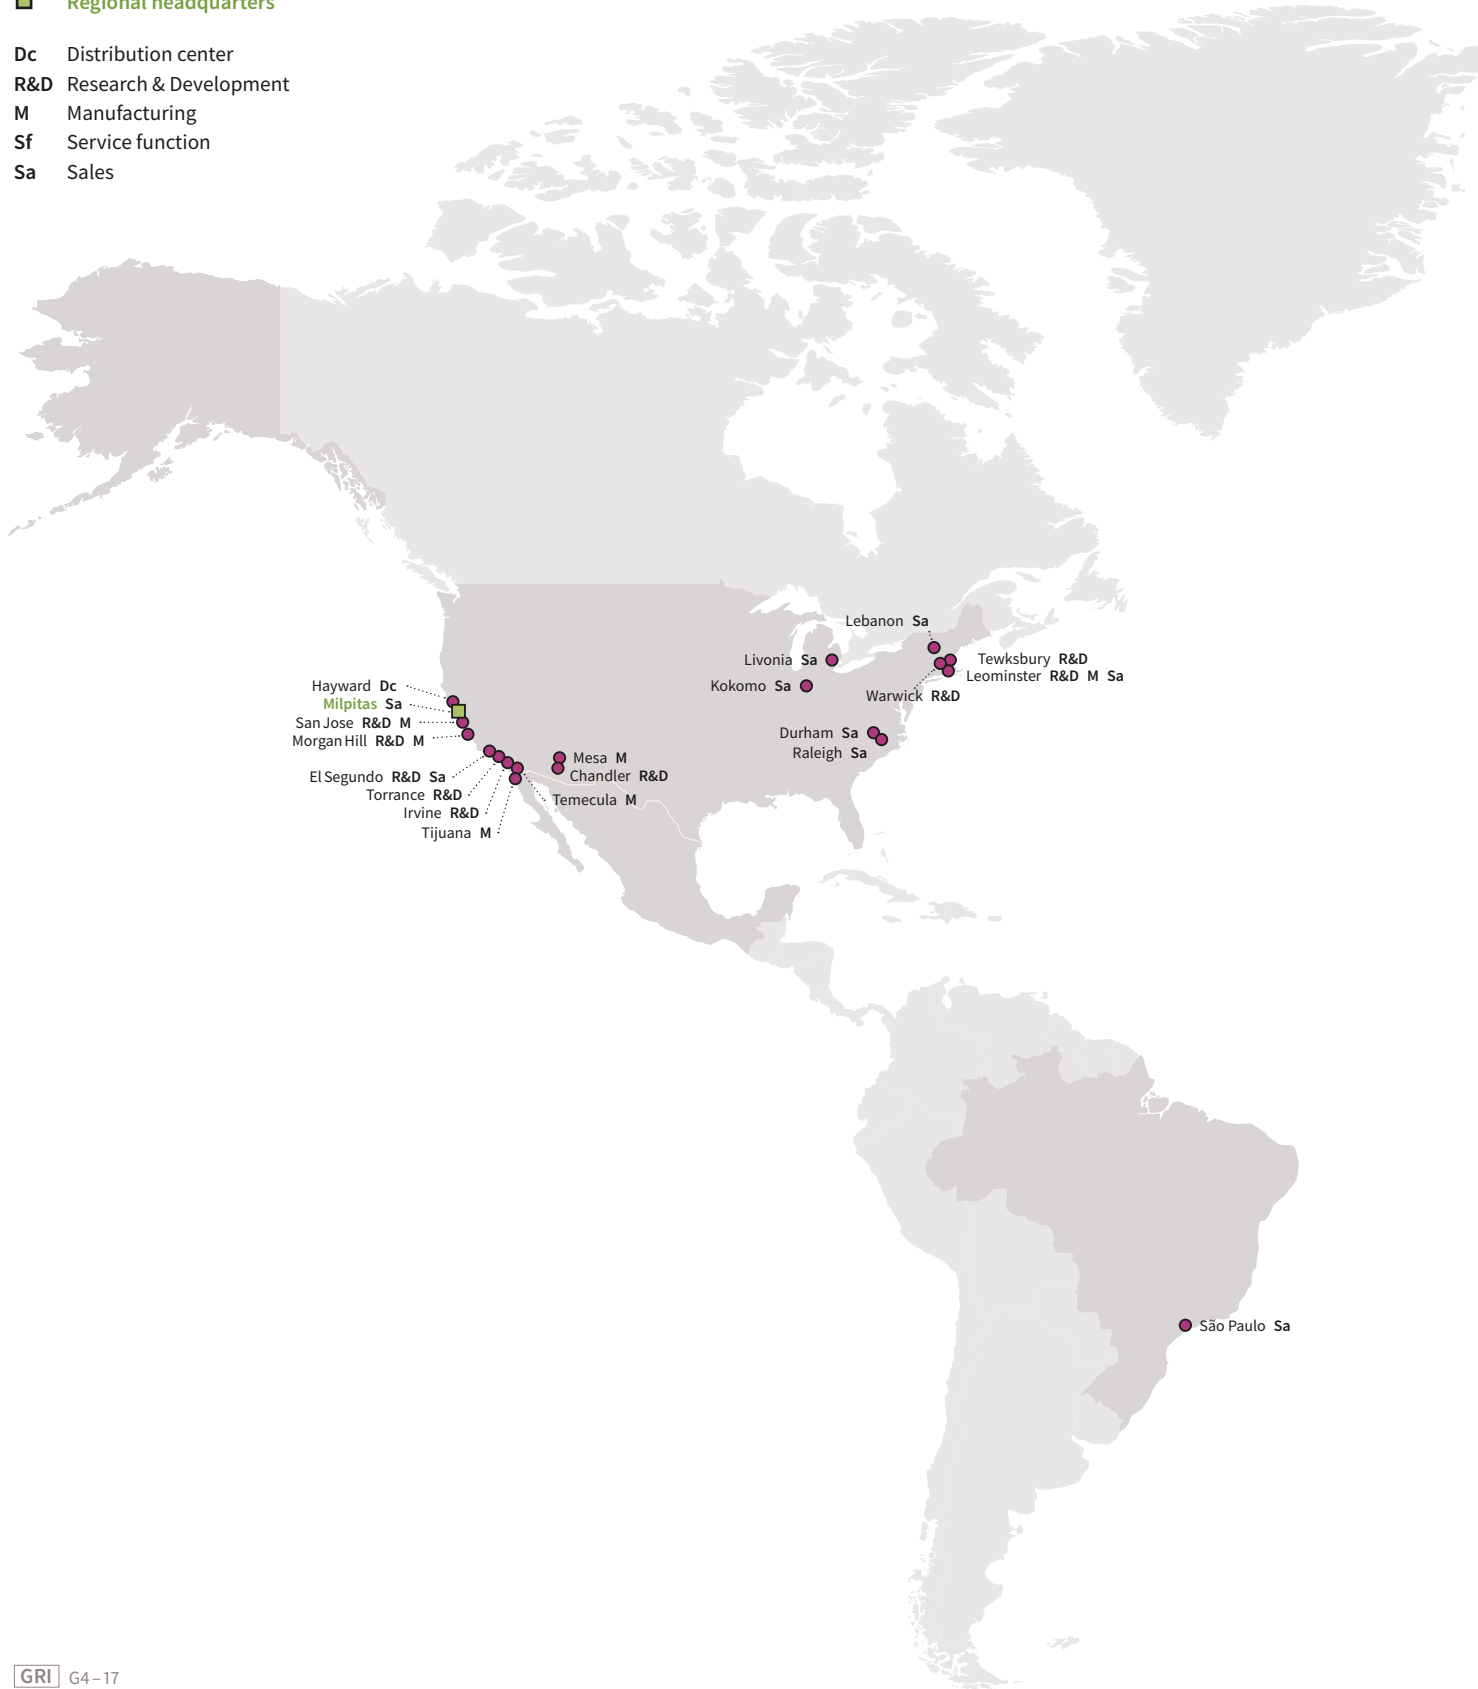 Regional headquarters
Dc Distribution center
R&D Research & Development
M Manufacturing
Sf Service function
Sa Sales
Lebanon Sa
Livonia Sa
Tewksbury R&D
Leominster R&D M Sa
Kokomo Sa
Warwick R&D
Hayward Dc
Milpitas Sa
San Jose R&D M
Morgan Hill R&D M
Durham Sa
Raleigh Sa
Mesa M
Chandler R&D
El Segundo R&D Sa
Torrance R&D
Temecula M
Irvine R&D
Tijuana M
São Paulo Sa
GRI G4–17